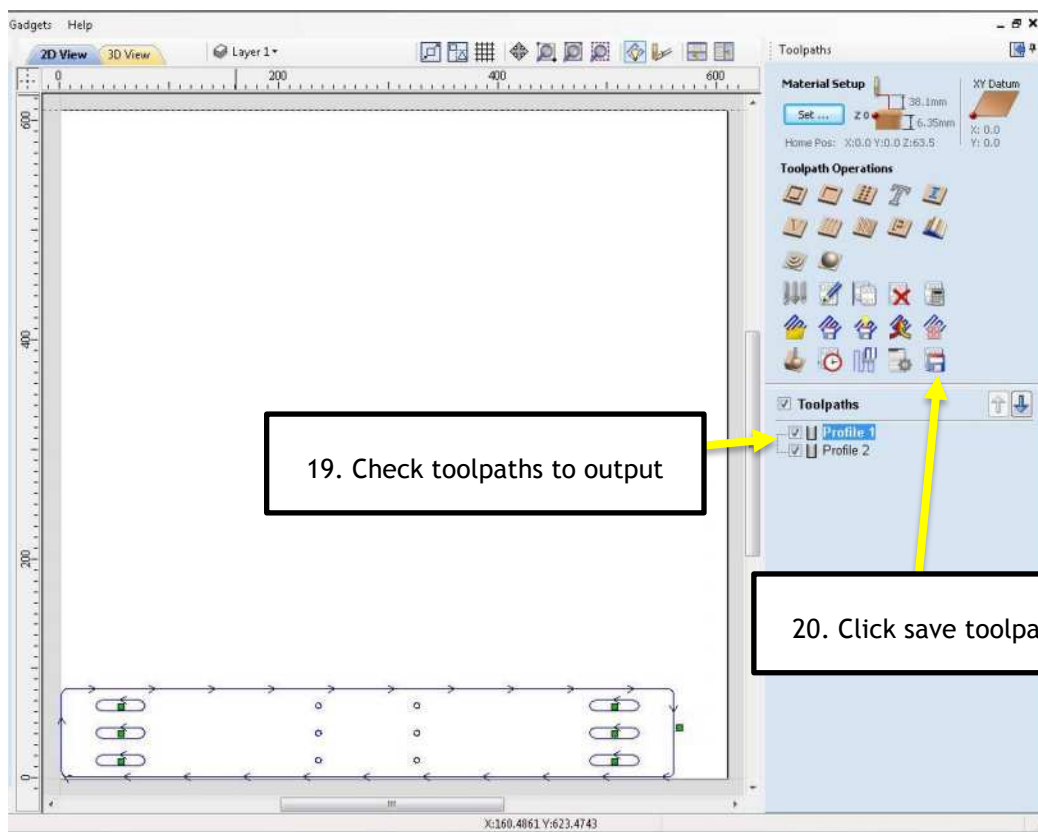 Gadgets Help
2D View 3D View Layer 1
Toolpaths
0 200 400 600
600
400
200
0
Material Setup
Set ...
Z 0
38.1mm
6.35mm
XY Datum
X: 0.0
Y: 0.0
Home Pos: X:0.0 Y:0.0 Z:63.5
Toolpath Operations
Toolpaths
Profile 1
Profile 2
19. Check toolpaths to output
20. Click save toolpa
X:160.4861 Y:623.4743